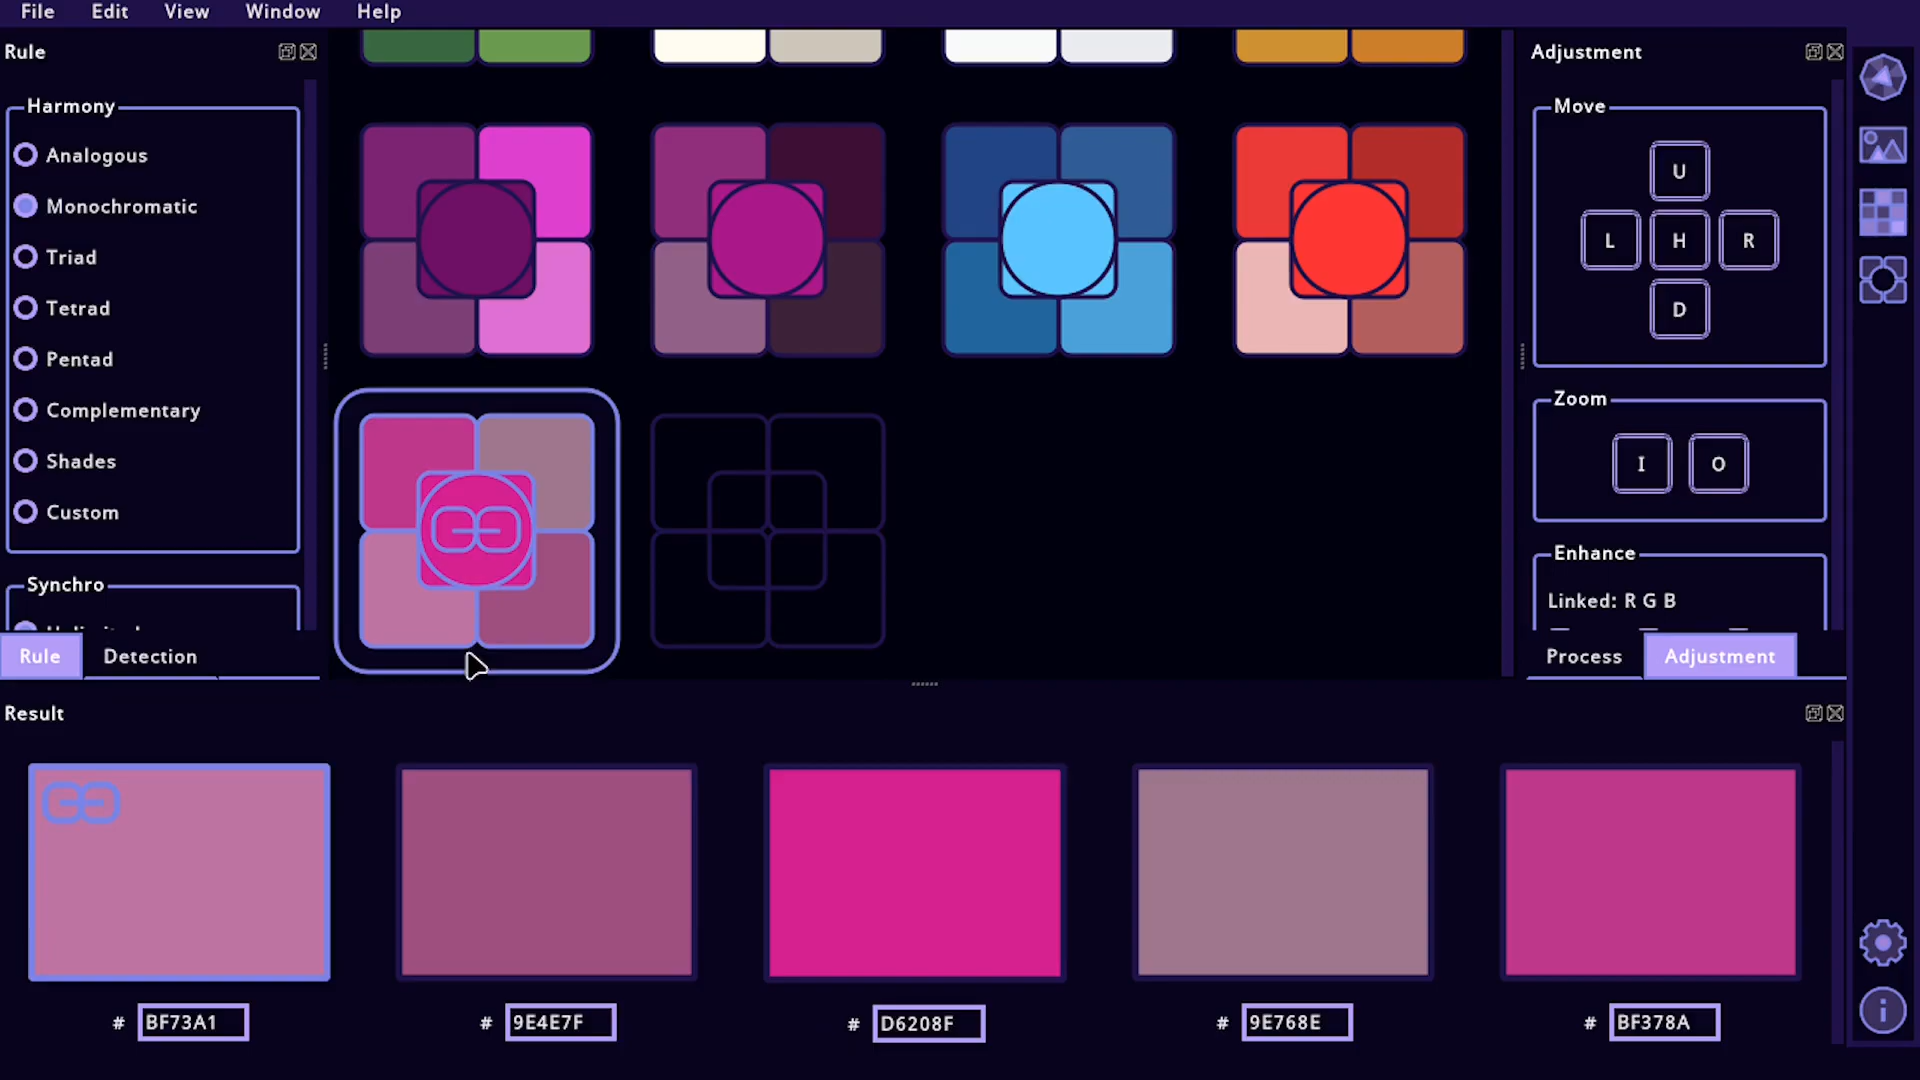 File Edit View Window Help
Rule
Harmony
Analogous
Monochromatic
Triad
Tetrad
Pentad
Complementary
Shades
Custom
Synchro
Rule Detection
Adjustment
Move
U
L H R
D
Zoom
I O
Enhance
Linked: R G B
Process Adjustment
Result
# BF73A1 # 9E4E7F # D6208F # 9E768E # BF378A